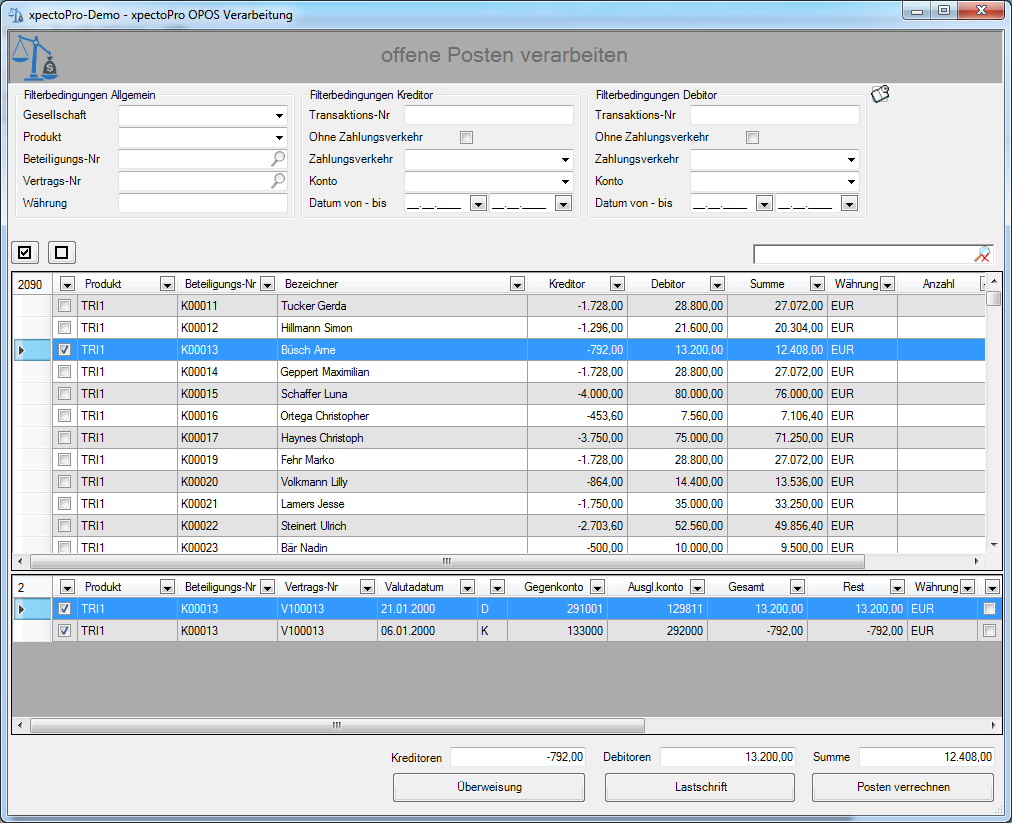 xpectoPro-Demo - xpectoPro OPOS Verarbeitung
offene Posten verarbeiten
Filterbedingungen Allgemein Filterbedingungen Kreditor Filterbedingungen Debitor
Gesellschaft Transaktions-Nr Transaktions-Nr
Produkt Ohne Zahlungsverkehr Ohne Zahlungsverkehr
Beteiligungs-Nr Zahlungsverkehr Zahlungsverkehr
Vertrags-Nr Konto Konto
Währung Datum von - bis __.__.____ __.__.____ Datum von - bis __.__.____ __.__.____
2090 Produkt Beteiligungs-Nr Bezeichner Kreditor Debitor Summe Währung Anzahl
TRI1 K00011 Tucker Gerda -1.728,00 28.800,00 27.072,00 EUR
TRI1 K00012 Hillmann Simon -1.296,00 21.600,00 20.304,00 EUR
TRI1 K00013 Büsch Arne -792,00 13.200,00 12.408,00 EUR
TRI1 K00014 Geppert Maximilian -1.728,00 28.800,00 27.072,00 EUR
TRI1 K00015 Schaffer Luna -4.000,00 80.000,00 76.000,00 EUR
TRI1 K00016 Ortega Christopher -453,60 7.560,00 7.106,40 EUR
TRI1 K00017 Haynes Christoph -3.750,00 75.000,00 71.250,00 EUR
TRI1 K00019 Fehr Marko -1.728,00 28.800,00 27.072,00 EUR
TRI1 K00020 Volkmann Lilly -864,00 14.400,00 13.536,00 EUR
TRI1 K00021 Lamers Jesse -1.750,00 35.000,00 33.250,00 EUR
TRI1 K00022 Steinert Ulrich -2.703,60 52.560,00 49.856,40 EUR
TRI1 K00023 Bär Nadin -500,00 10.000,00 9.500,00 EUR
2 Produkt Beteiligungs-Nr Vertrags-Nr Valutadatum Gegenkonto Ausgl.konto Gesamt Rest Währung
TRI1 K00013 V100013 21.01.2000 D 291001 129811 13.200,00 13.200,00 EUR
TRI1 K00013 V100013 06.01.2000 K 133000 292000 -792,00 -792,00 EUR
Kreditoren -792,00 Debitoren 13.200,00 Summe 12.408,00
Überweisung Lastschrift Posten verrechnen